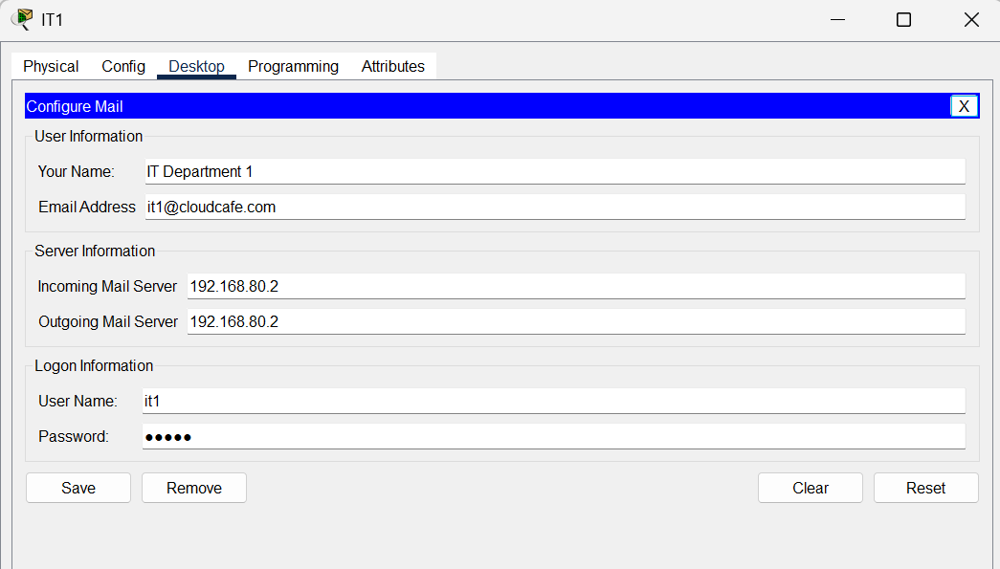 IT1
Physical Config Desktop Programming Attributes
Configure Mail X
User Information
Your Name: IT Department 1
Email Address it1@cloudcafe.com
Server Information
Incoming Mail Server 192.168.80.2
Outgoing Mail Server 192.168.80.2
Logon Information
User Name: it1
Password: ●●●●●
Save Remove Clear Reset